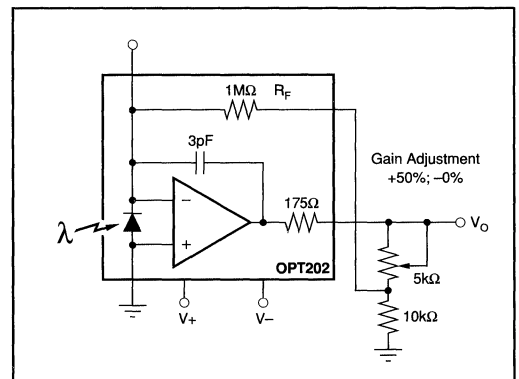 1MΩ R_F
3pF
Gain Adjustment
+50%; –0%
175Ω
λ
–
+
V_O
OPT202
5kΩ
10kΩ
V+
V–